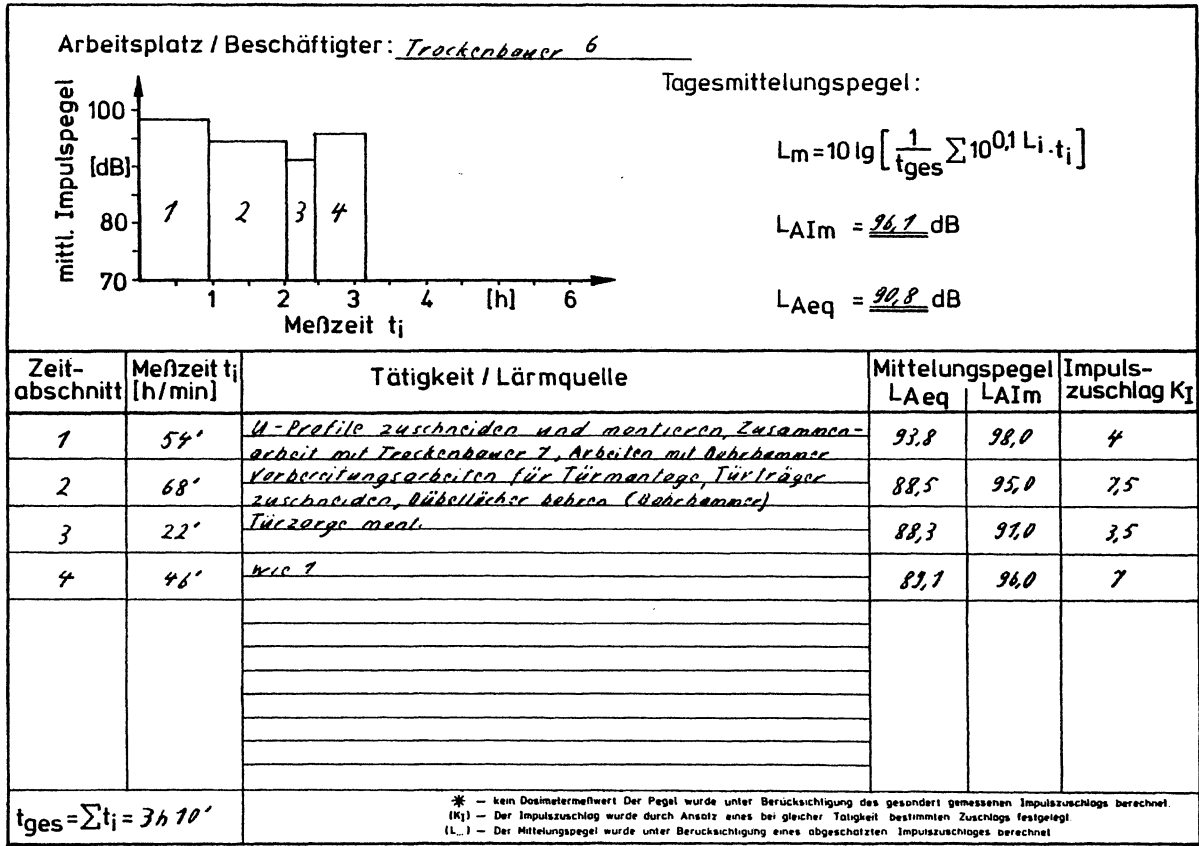 Arbeitsplatz / Beschäftigter: Trockenbauer 6
mittl. Impulspegel
[dB]
100
80
70
1 2 3 4
1 2 3 4 [h] 6
Meßzeit ti
Tagesmittelungspegel:
Lm = 10 lg [ 1/tges ∑ 10^0,1 Li · ti ]
LAIm = 96,1 dB
LAeq = 90,8 dB
Zeit-abschnitt | Meßzeit ti [h/min] | Tätigkeit / Lärmquelle | Mittelungspegel LAeq | LAIm | Impuls-zuschlag KI
1 54' U-Profile zuschneiden und montieren, Zusammen- 93,8 98,0 4
arbeit mit Trockenbauer 7, Arbeiten mit Bohrhammer
2 68' Vorbereitungsarbeiten für Türmontage, Türträger 88,5 95,0 7,5
zuschneiden, Dübellöcher bohren (Bohrhammer)
3 22' Türzarge mont. 88,3 91,0 3,5
4 46' wie 1 89,1 96,0 7
tges = ∑ti = 3h 10'
* – kein Dosimetermeßwert Der Pegel wurde unter Berücksichtigung des gesondert gemessenen Impulszuschlags berechnet.
(KI) – Der Impulszuschlag wurde durch Ansatz eines bei gleicher Tätigkeit bestimmten Zuschlags festgelegt.
(L...) – Der Mittelungspegel wurde unter Berücksichtigung eines abgeschätzten Impulszuschlages berechnet